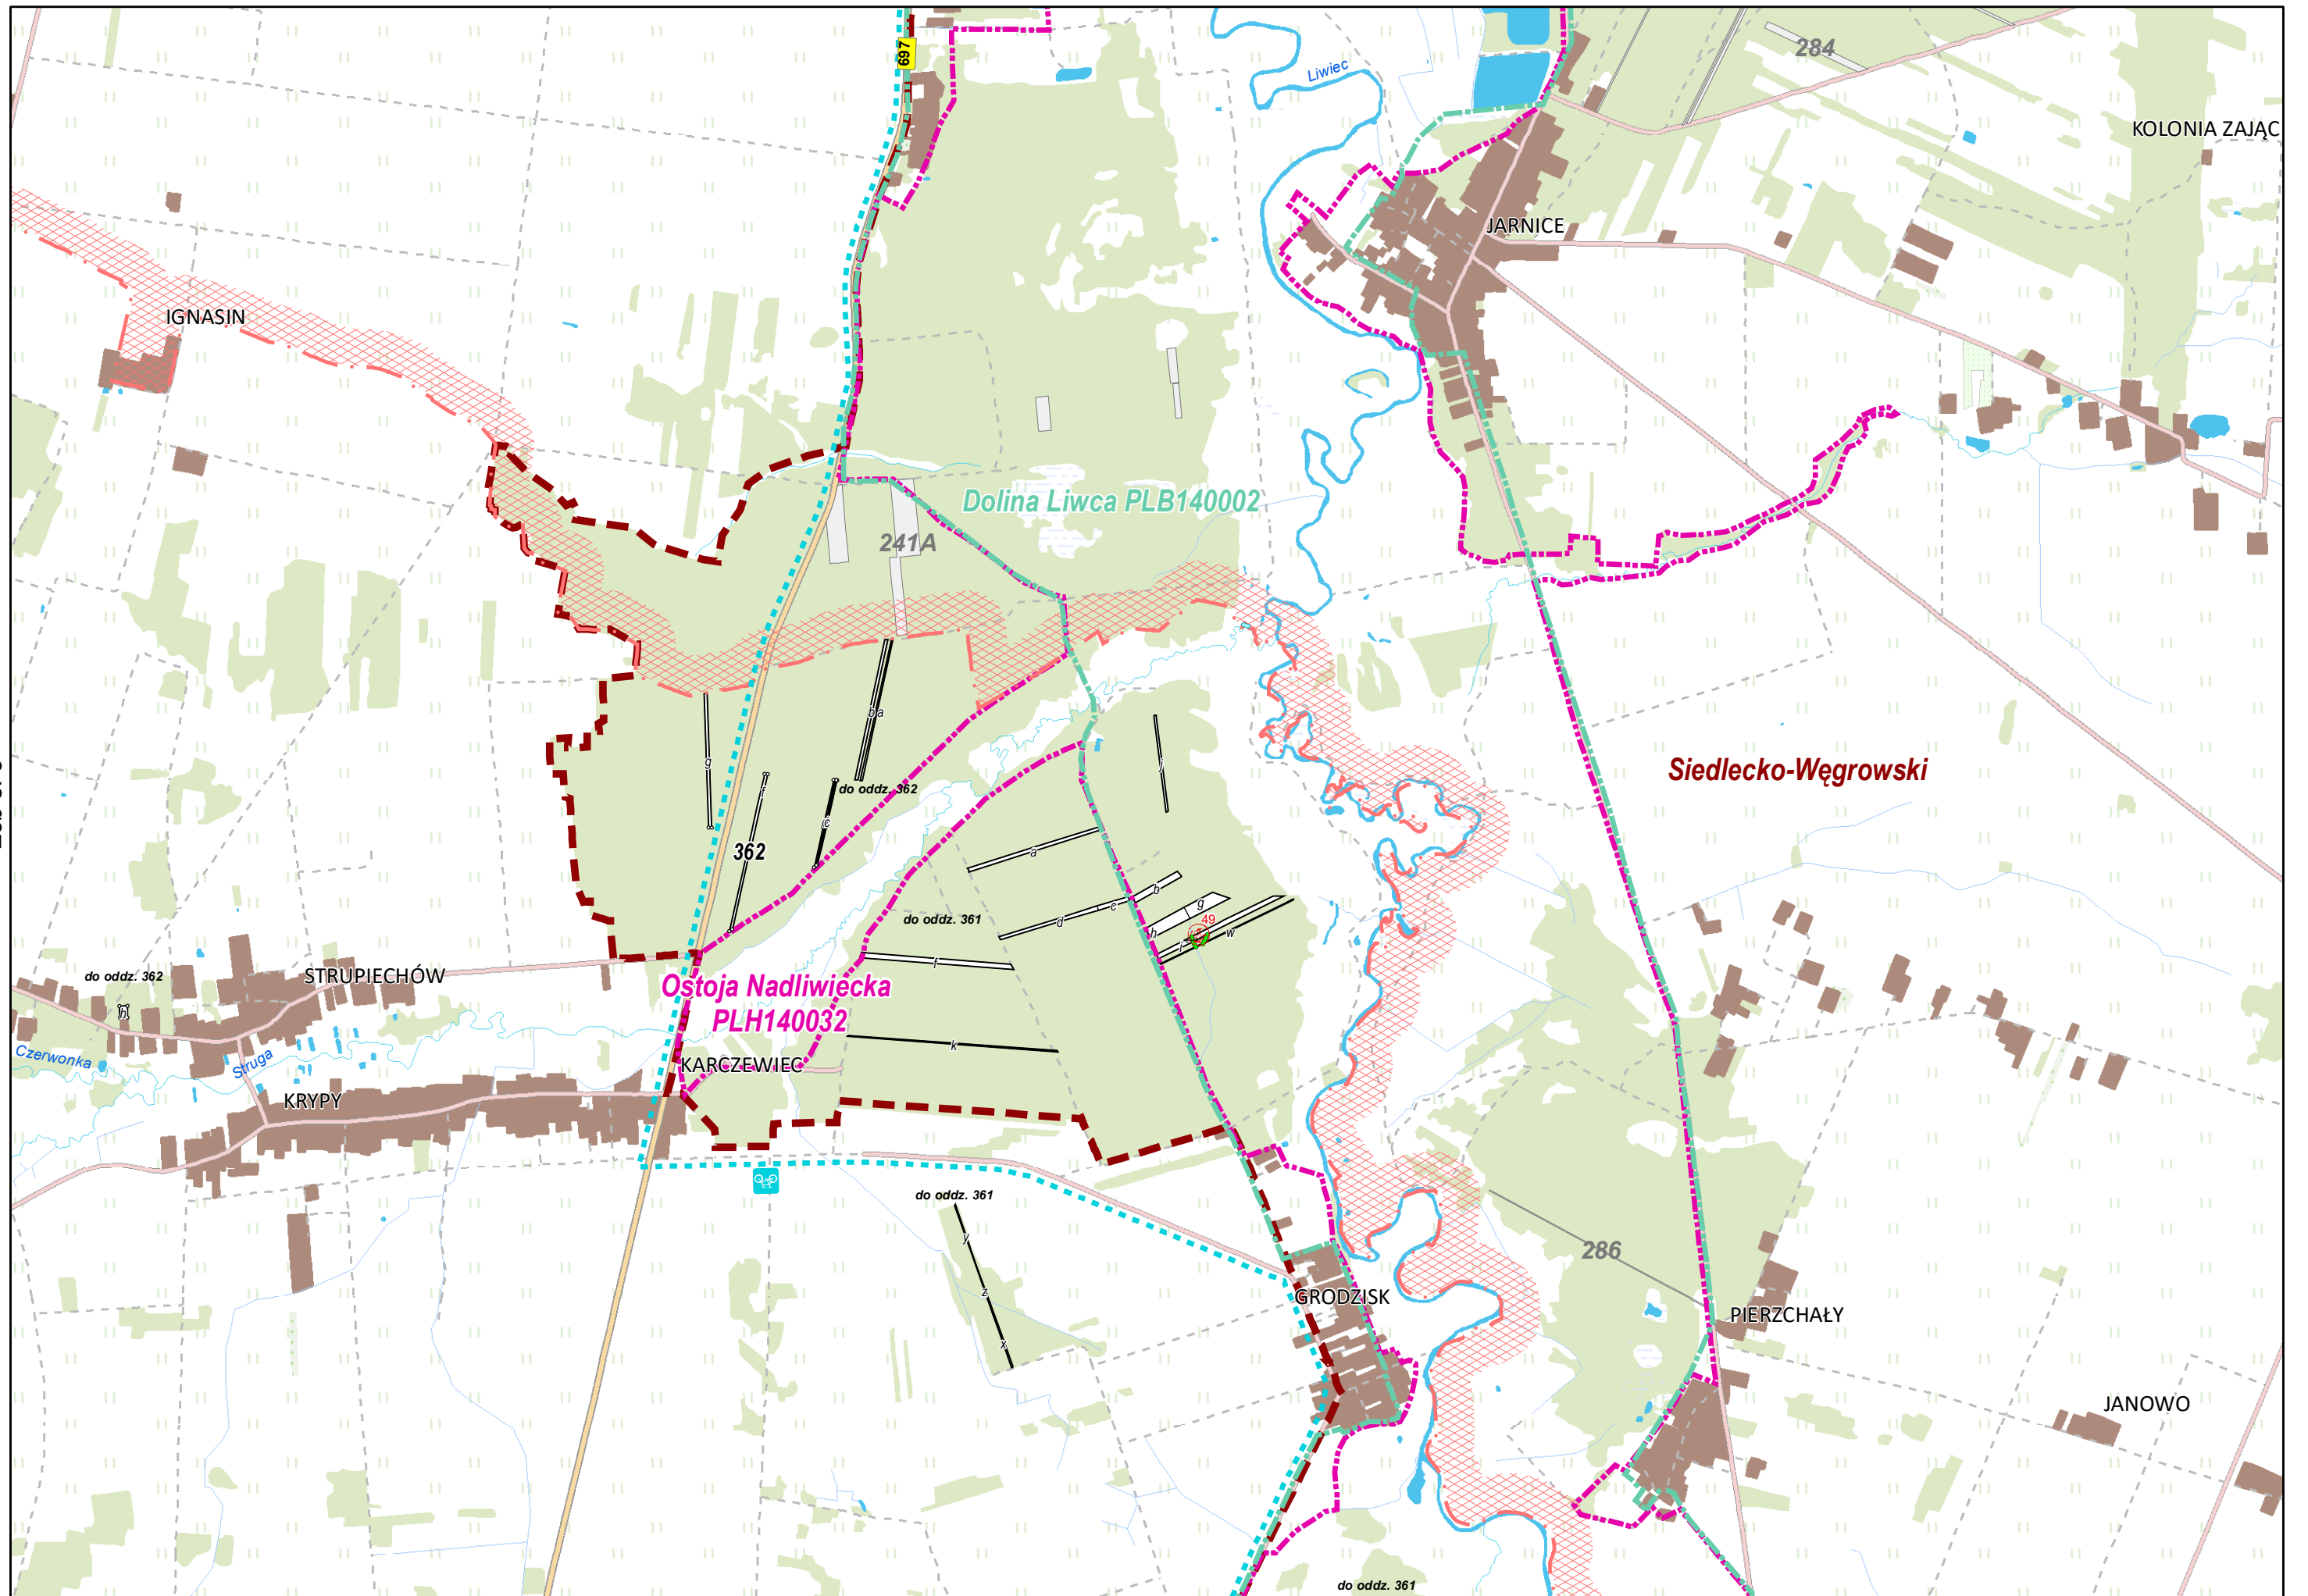 697
284
Liwiec
KOLONIA ZAJĄC
JARNICE
IGNASIN
Dolina Liwca PLB140002
241A
ba
g
f
do oddz. 362
c
j
Siedlecko-Węgrowski
362
a
b
e
g
do oddz. 361
d
49
h
w
i
f
STRUPIECHÓW
do oddz. 362
h
Ostoja Nadliwiecka
PLH140032
k
KARCZEWIEC
Czerwonka
Struga
KRYPY
do oddz. 361
y
286
z
GRODZISK
PIERZCHAŁY
x
JANOWO
do oddz. 361